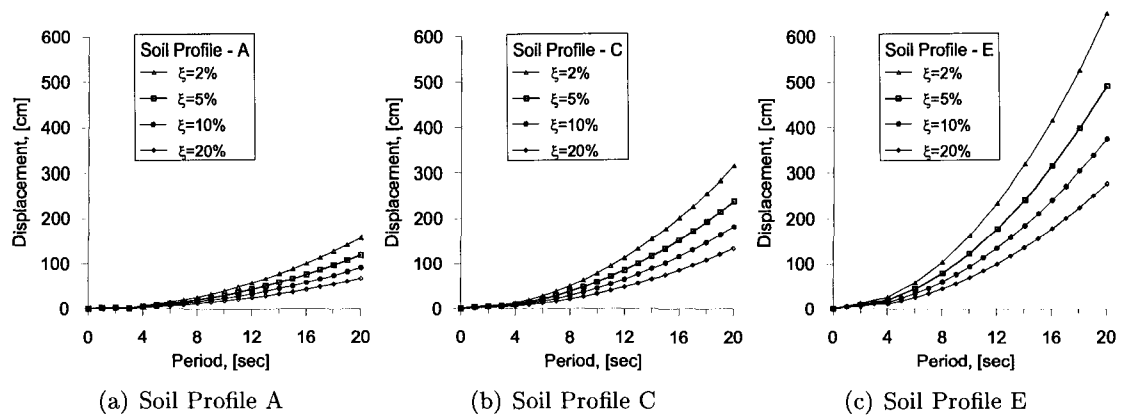 600
500
400
300
200
100
0
Displacement, [cm]
Soil Profile - A
ξ=2%
ξ=5%
ξ=10%
ξ=20%
0 4 8 12 16 20
Period, [sec]
(a) Soil Profile A
600
500
400
300
200
100
0
Displacement, [cm]
Soil Profile - C
ξ=2%
ξ=5%
ξ=10%
ξ=20%
0 4 8 12 16 20
Period, [sec]
(b) Soil Profile C
600
500
400
300
200
100
0
Displacement, [cm]
Soil Profile - E
ξ=2%
ξ=5%
ξ=10%
ξ=20%
0 4 8 12 16 20
Period, [sec]
(c) Soil Profile E